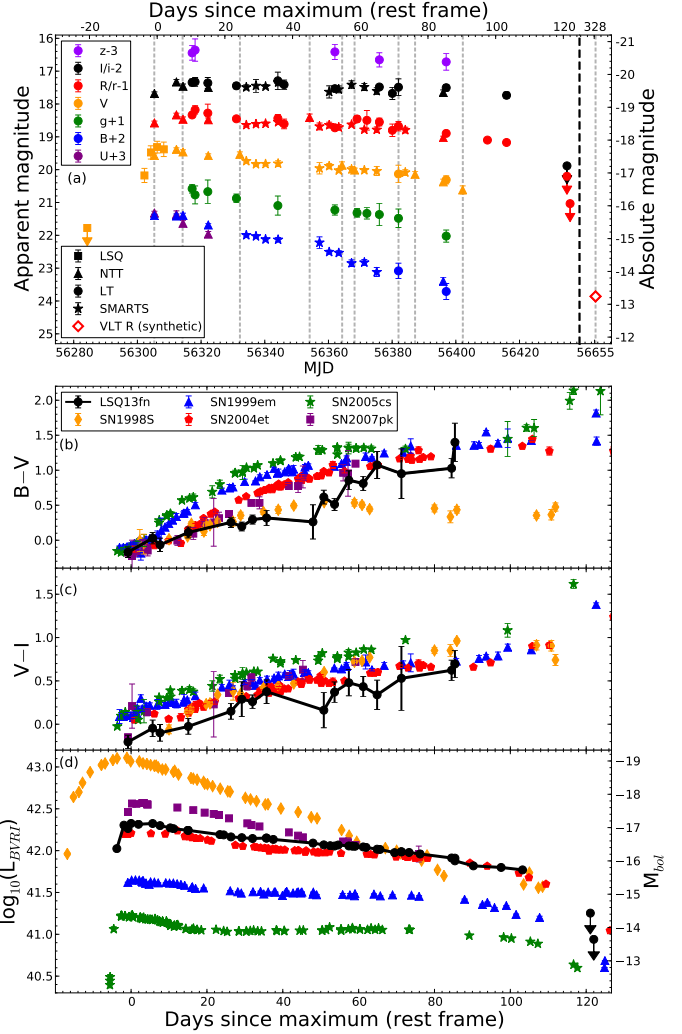 Days since maximum (rest frame)
-20 0 20 40 60 80 100 120 328
Apparent magnitude
16
17
18
19
20
21
22
23
24
25
z-3
I/i-2
R/r-1
V
g+1
B+2
U+3
(a)
LSQ
NTT
LT
SMARTS
VLT R (synthetic)
−21
−20
−19
−18
−17
−16
−15
−14
−13
−12
Absolute magnitude
56280 56300 56320 56340 56360 56380 56400 56420 56655
MJD
B−V
2.0
1.5
1.0
0.5
0.0
LSQ13fn
SN1998S
SN1999em
SN2004et
SN2005cs
SN2007pk
(b)
V−I
1.5
1.0
0.5
0.0
(c)
log10(LBVRI)
43.0
42.5
42.0
41.5
41.0
40.5
(d)
−19
−18
−17
−16
−15
−14
−13
Mbol
0 20 40 60 80 100 120
Days since maximum (rest frame)